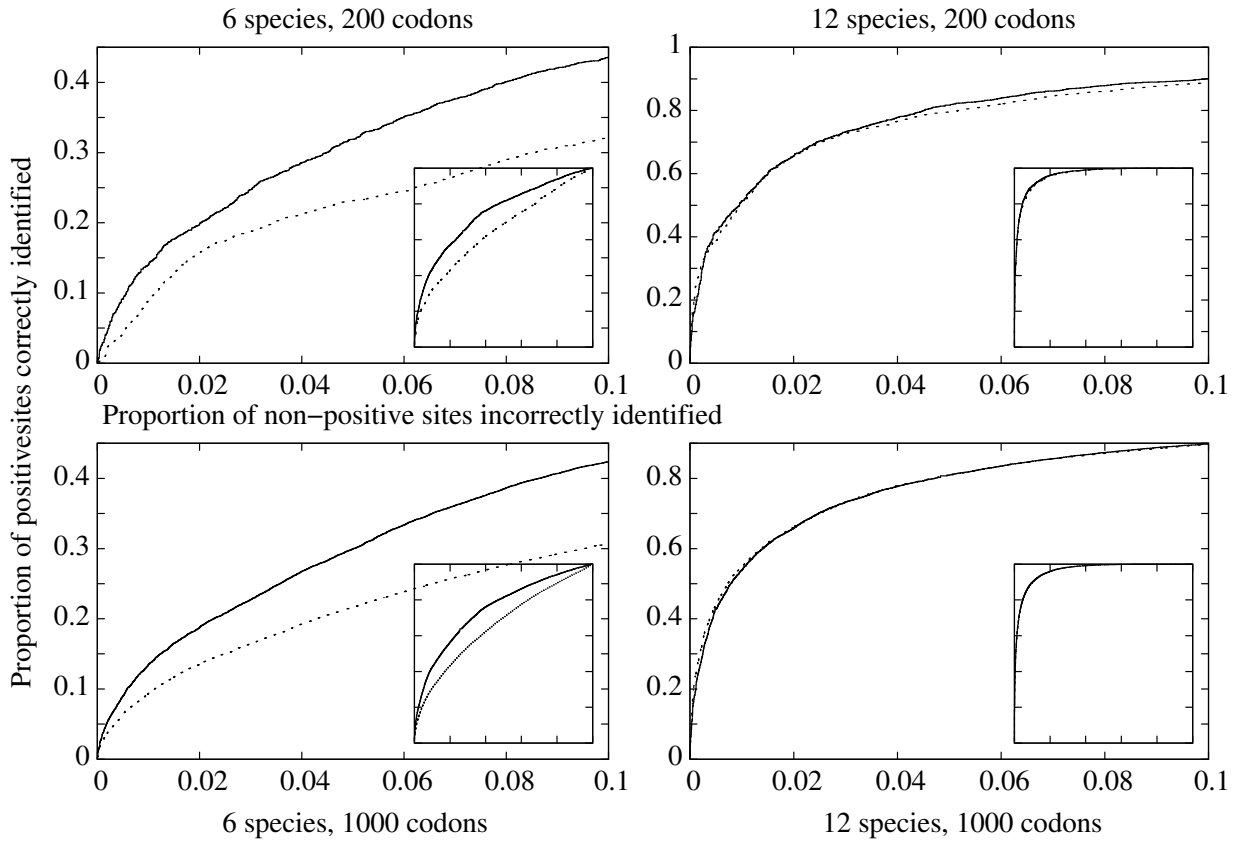 6 species, 200 codons
12 species, 200 codons
0.4
0.3
0.2
0.1
0
0 0.02 0.04 0.06 0.08 0.1
1
0.8
0.6
0.4
0.2
0
0 0.02 0.04 0.06 0.08 0.1
Proportion of positivesites correctly identified
Proportion of non−positive sites incorrectly identified
0.4
0.3
0.2
0.1
0
0 0.02 0.04 0.06 0.08 0.1
0.8
0.6
0.4
0.2
0
0 0.02 0.04 0.06 0.08 0.1
6 species, 1000 codons
12 species, 1000 codons